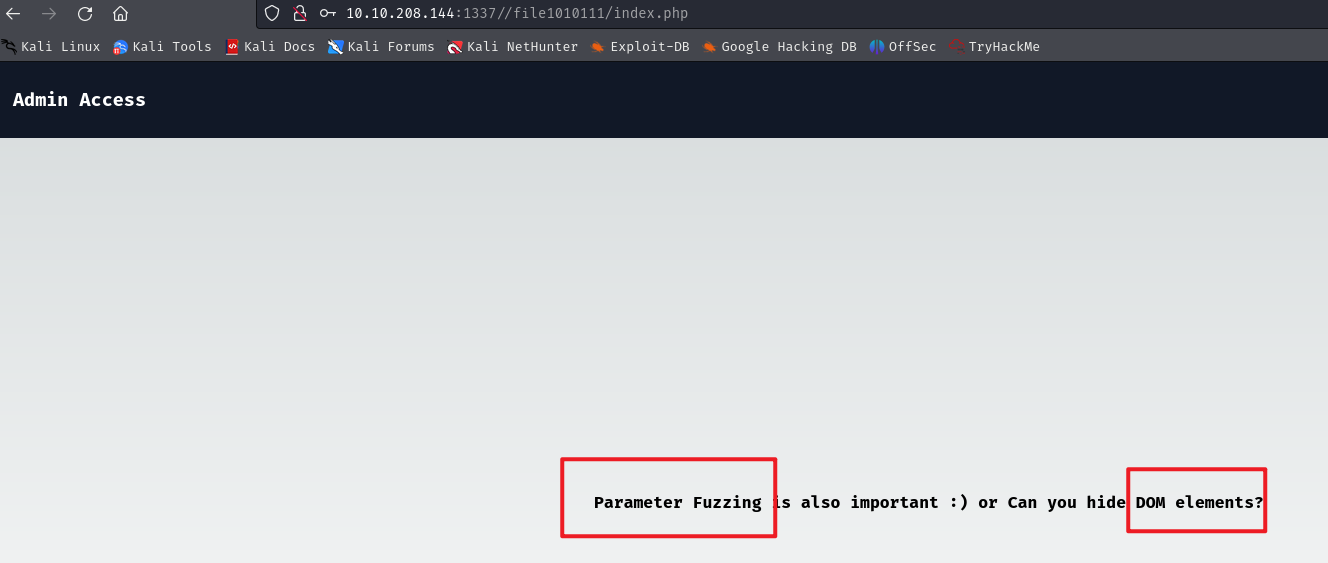 10.10.208.144:1337//file1010111/index.php
Kali Linux Kali Tools Kali Docs Kali Forums Kali NetHunter Exploit-DB Google Hacking DB OffSec TryHackMe
Admin Access
Parameter Fuzzing is also important :) or Can you hide DOM elements?